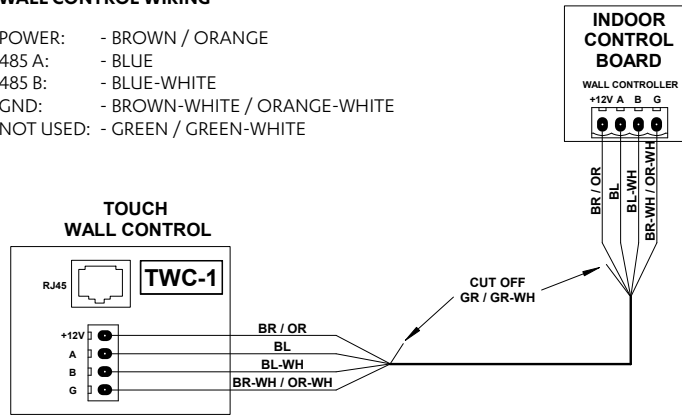 WALL CONTROL WIRING
POWER: - BROWN / ORANGE
485 A: - BLUE
485 B: - BLUE-WHITE
GND: - BROWN-WHITE / ORANGE-WHITE
NOT USED: - GREEN / GREEN-WHITE
INDOOR
CONTROL
BOARD
WALL CONTROLLER
+12V A B G
BR / OR
BL
BL-WH
BR-WH / OR-WH
TOUCH
WALL CONTROL
RJ45
TWC-1
CUT OFF
GR / GR-WH
+12V
A
B
G
BR / OR
BL
BL-WH
BR-WH / OR-WH